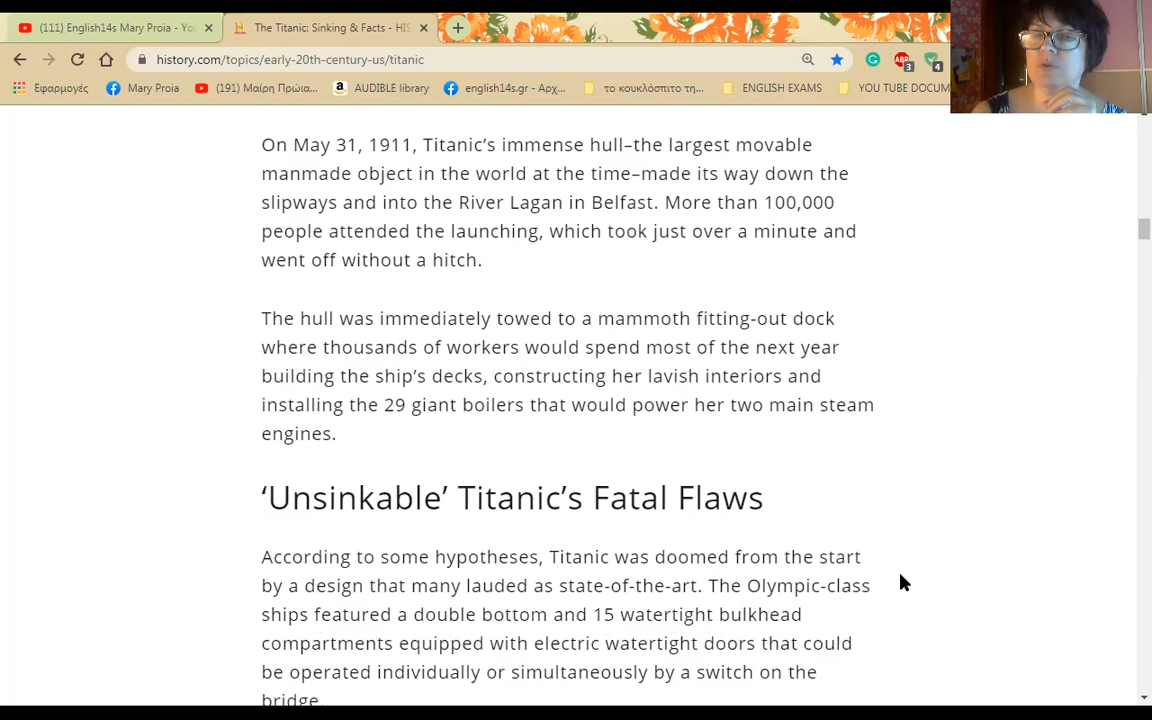 (111) English14s Mary Proia - Yo
The Titanic: Sinking & Facts - HIS
history.com/topics/early-20th-century-us/titanic
ABP
3
4
Εφαρμογές
Mary Proia
(191) Μαίρη Πρώια...
AUDIBLE library
english14s.gr - Αρχ...
το κουκλόσπιτο τη...
ENGLISH EXAMS
YOU TUBE DOCUM
On May 31, 1911, Titanic’s immense hull–the largest movable
manmade object in the world at the time–made its way down the
slipways and into the River Lagan in Belfast. More than 100,000
people attended the launching, which took just over a minute and
went off without a hitch.
The hull was immediately towed to a mammoth fitting-out dock
where thousands of workers would spend most of the next year
building the ship’s decks, constructing her lavish interiors and
installing the 29 giant boilers that would power her two main steam
engines.
‘Unsinkable’ Titanic’s Fatal Flaws
According to some hypotheses, Titanic was doomed from the start
by a design that many lauded as state-of-the-art. The Olympic-class
ships featured a double bottom and 15 watertight bulkhead
compartments equipped with electric watertight doors that could
be operated individually or simultaneously by a switch on the
bridge.